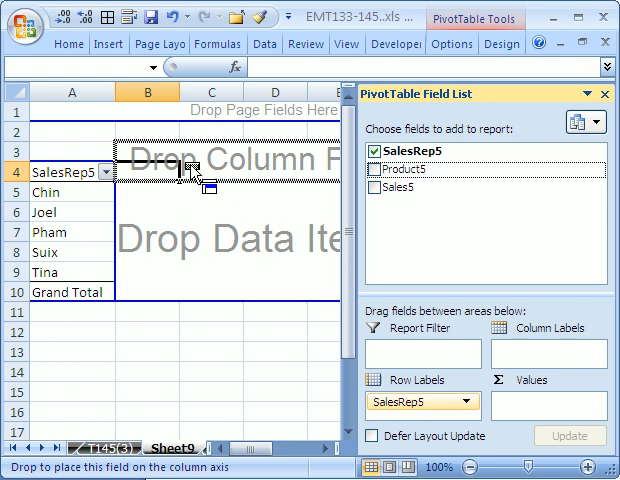 EMT133-145..xls ...
PivotTable Tools
Home Insert Page Layo Formulas Data Review View Developer Options Design
fx
A B C D E
PivotTable Field List
1 Drop Page Fields Here
2
3 Drop Column F
4 SalesRep5
5 Chin
6 Joel
7 Pham
8 Suix
9 Tina
10 Grand Total
Drop Data Ite
11
12
13
14
15
16
17
Choose fields to add to report:
SalesRep5
Product5
Sales5
Drag fields between areas below:
Report Filter
Column Labels
Row Labels
Σ Values
SalesRep5
Defer Layout Update
Update
T145(3) Sheet9
Drop to place this field on the column axis
100%